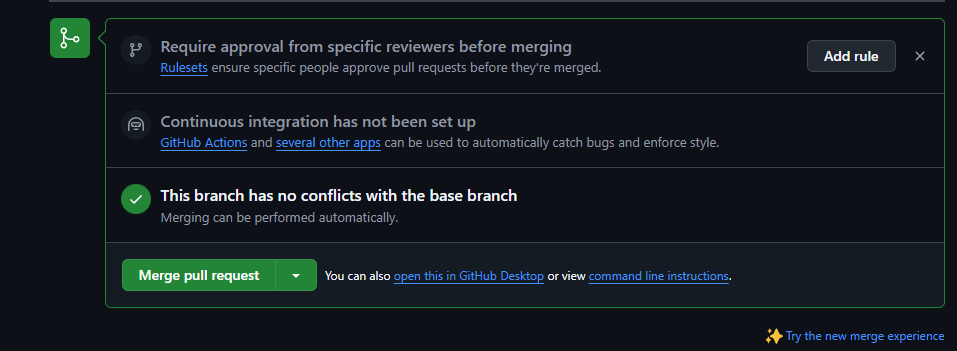 Require approval from specific reviewers before merging
Rulesets ensure specific people approve pull requests before they're merged.
Add rule
Continuous integration has not been set up
GitHub Actions and several other apps can be used to automatically catch bugs and enforce style.
This branch has no conflicts with the base branch
Merging can be performed automatically.
Merge pull request
You can also open this in GitHub Desktop or view command line instructions.
Try the new merge experience